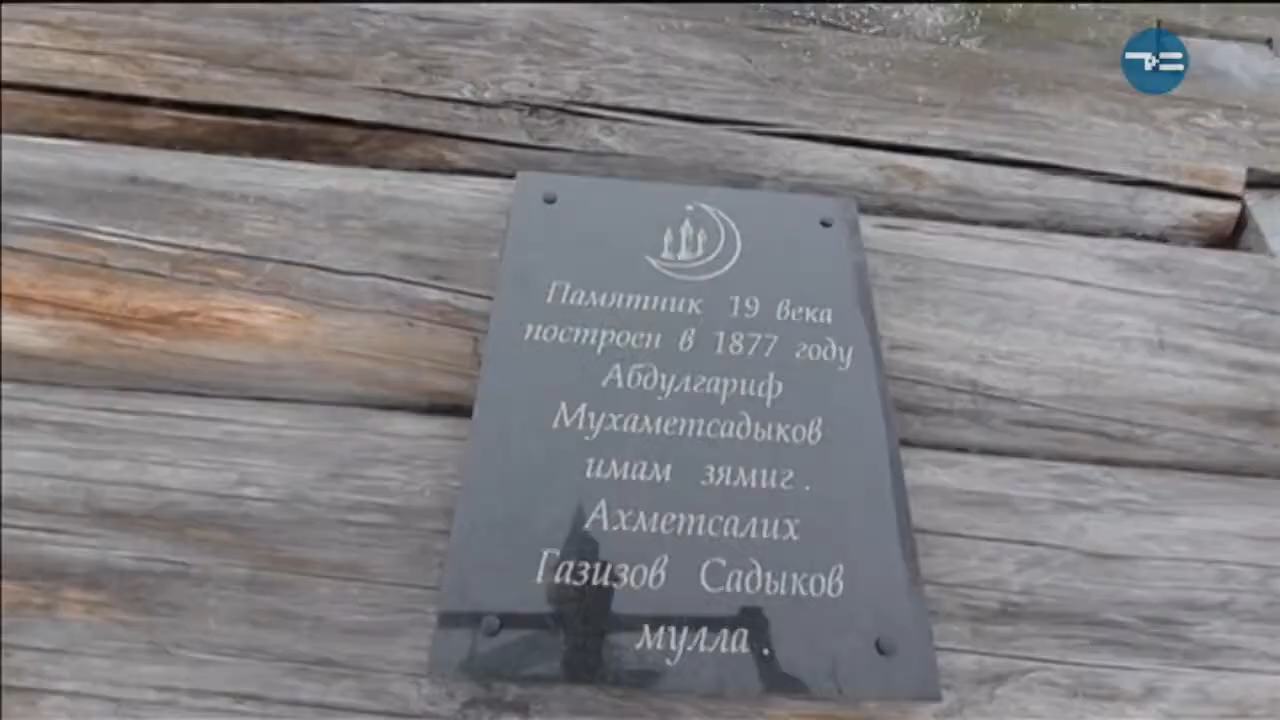 Памятник 19 века
построен в 1877 году
Абдулгариф
Мухаметсадыков
имам зямиг.
Ахметсалих
Газизов Садыков
мулла.